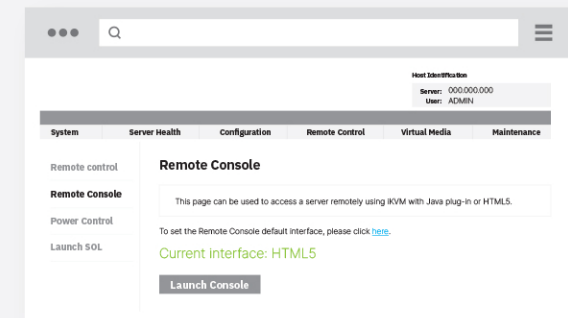 Host Identification
Server: 000.000.000
User: ADMIN
System Server Health Configuration Remote Control Virtual Media Maintenance
Remote control
Remote Console
Power Control
Launch SOL
Remote Console
This page can be used to access a server remotely using iKVM with Java plug-in or HTML5.
To set the Remote Console default interface, please click here.
Current interface: HTML5
Launch Console